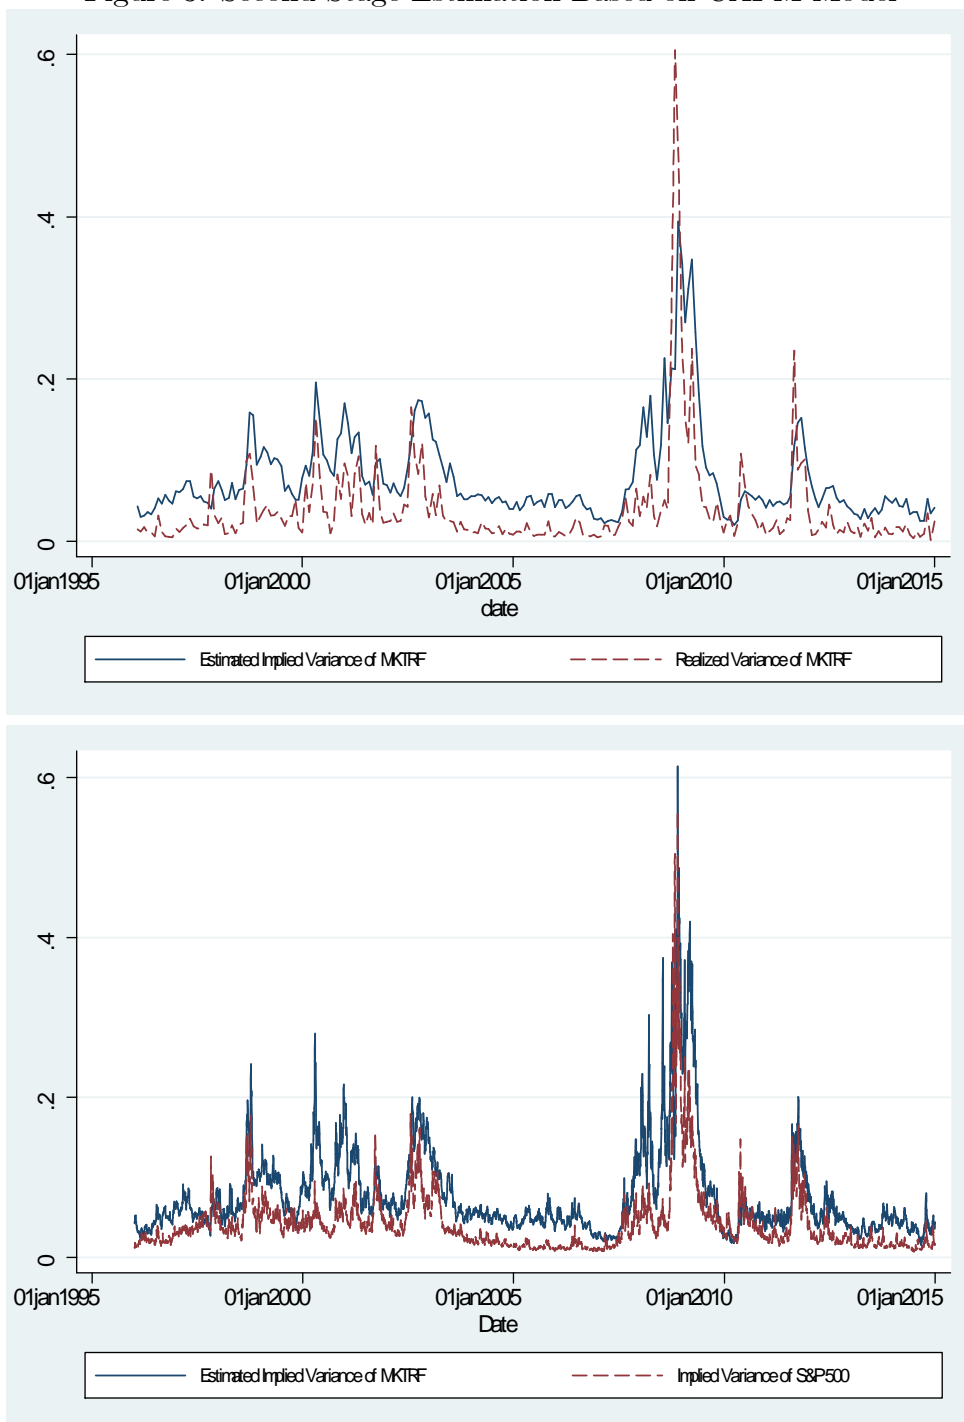 .6
.4
.2
0
01jan1995 01jan2000 01jan2005 01jan2010 01jan2015
date
Estimated Implied Variance of MKTRF Realized Variance of MKTRF
.6
.4
.2
0
01jan1995 01jan2000 01jan2005 01jan2010 01jan2015
Date
Estimated Implied Variance of MKTRF Implied Variance of S&P500